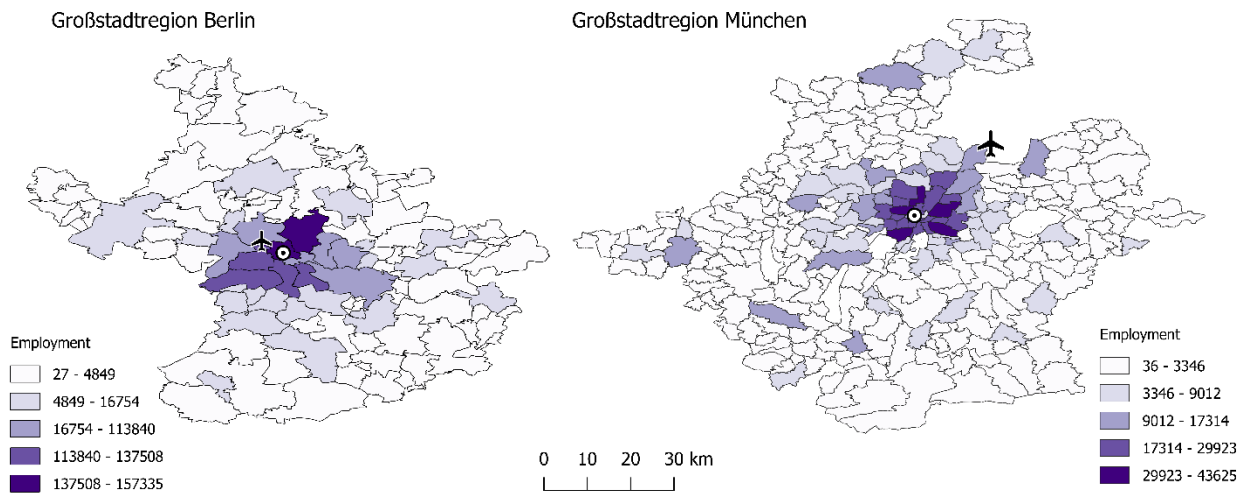 Großstadtregion Berlin
Großstadtregion München
Employment
27 - 4849
4849 - 16754
16754 - 113840
113840 - 137508
137508 - 157335
0 10 20 30 km
Employment
36 - 3346
3346 - 9012
9012 - 17314
17314 - 29923
29923 - 43625